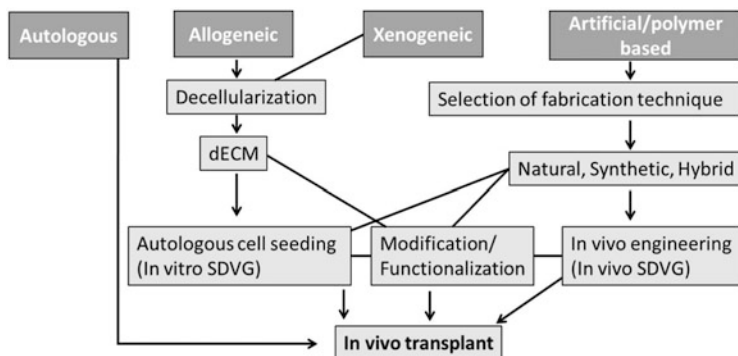 Autologous
Allogeneic
Xenogeneic
Artificial/polymer
based
Decellularization
Selection of fabrication technique
dECM
Natural, Synthetic, Hybrid
Autologous cell seeding
(In vitro SDVG)
Modification/
Functionalization
In vivo engineering
(In vivo SDVG)
In vivo transplant